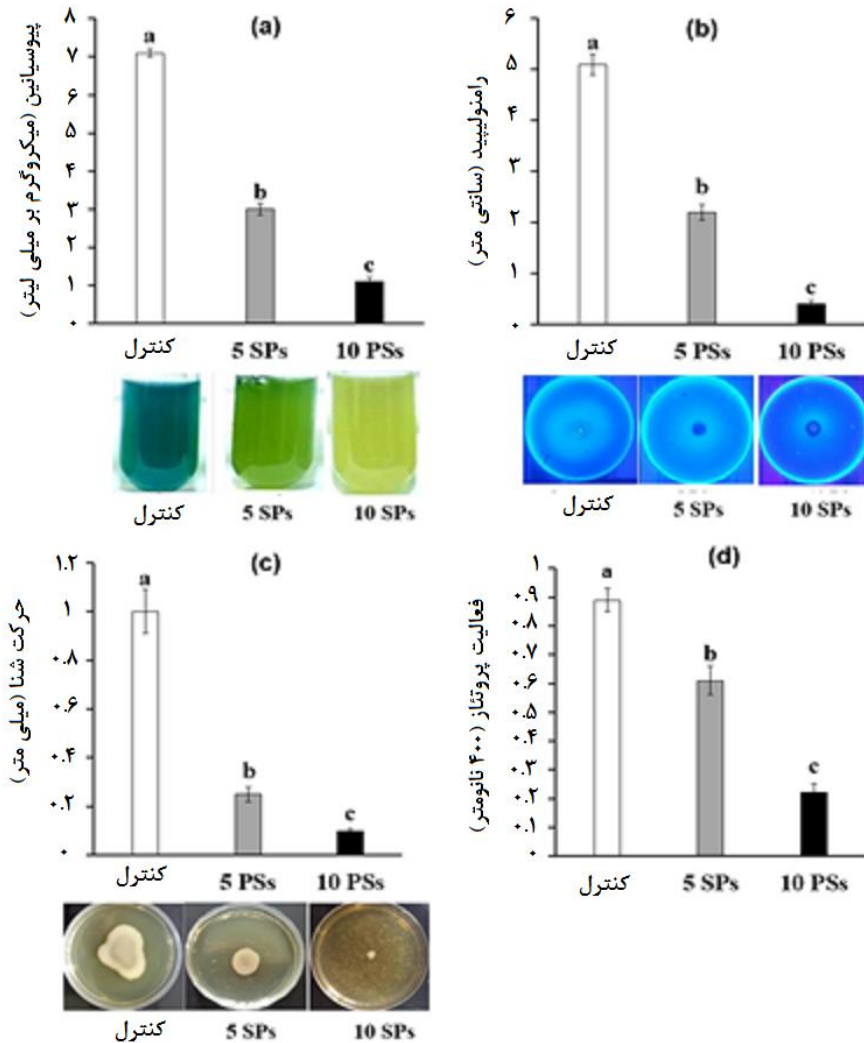 (a)
پیوسیانین (میکروگرم بر میلی لیتر)
۸
۷
۶
۵
۴
۳
۲
۱
۰
a
b
c
کنترل 5 SPs 10 PSs
کنترل 5 SPs 10 SPs
(b)
رامنولیپید (سانتی متر)
۶
۵
۴
۳
۲
۱
۰
a
b
c
کنترل 5 PSs 10 PSs
کنترل 5 SPs 10 SPs
(c)
حرکت شنا (میلی متر)
۱.۲
۱
۰.۸
۰.۶
۰.۴
۰.۲
۰
a
b
c
کنترل 5 PSs 10 PSs
کنترل 5 SPs 10 SPs
(d)
فعالیت پروتئاز (۴۰۰ نانومتر)
۱
۰.۹
۰.۸
۰.۷
۰.۶
۰.۵
۰.۴
۰.۳
۰.۲
۰.۱
۰
a
b
c
کنترل 5 SPs 10 PSs